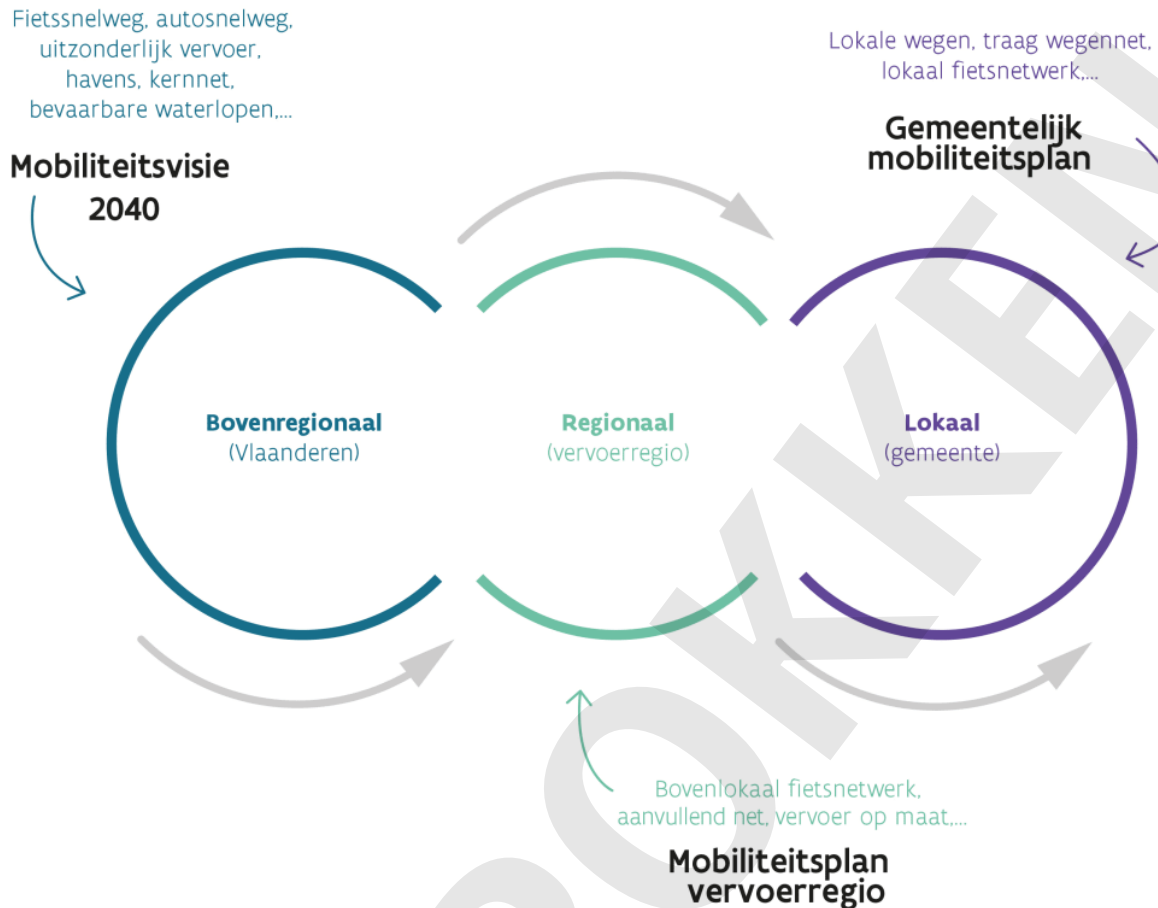 Fietssnelweg, autosnelweg,
uitzonderlijk vervoer,
havens, kernnet,
bevaarbare waterlopen,...
Mobiliteitsvisie
2040
Lokale wegen, traag wegennet,
lokaal fietsnetwerk,...
Gemeentelijk
mobiliteitsplan
Bovenregionaal
(Vlaanderen)
Regionaal
(vervoerregio)
Lokaal
(gemeente)
Bovenlokaal fietsnetwerk,
aanvullend net, vervoer op maat,...
Mobiliteitsplan
vervoerregio